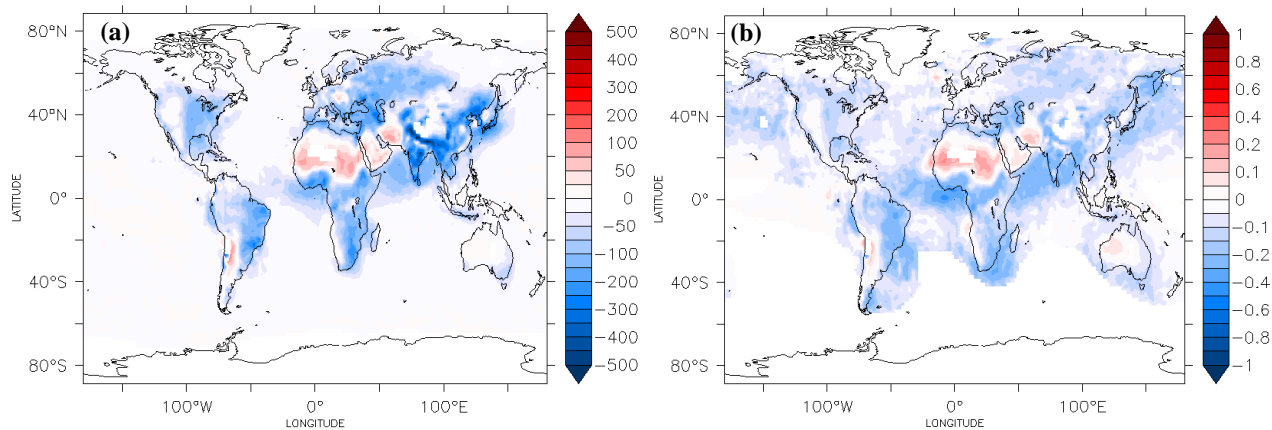 (a)
80°N
40°N
0°
40°S
80°S
LATITUDE
100°W
0°
100°E
LONGITUDE
500
400
300
200
100
50
0
−50
−100
−200
−300
−400
−500
(b)
80°N
40°N
0°
40°S
80°S
LATITUDE
100°W
0°
100°E
LONGITUDE
1
0.8
0.6
0.4
0.2
0.1
0
−0.1
−0.2
−0.4
−0.6
−0.8
−1